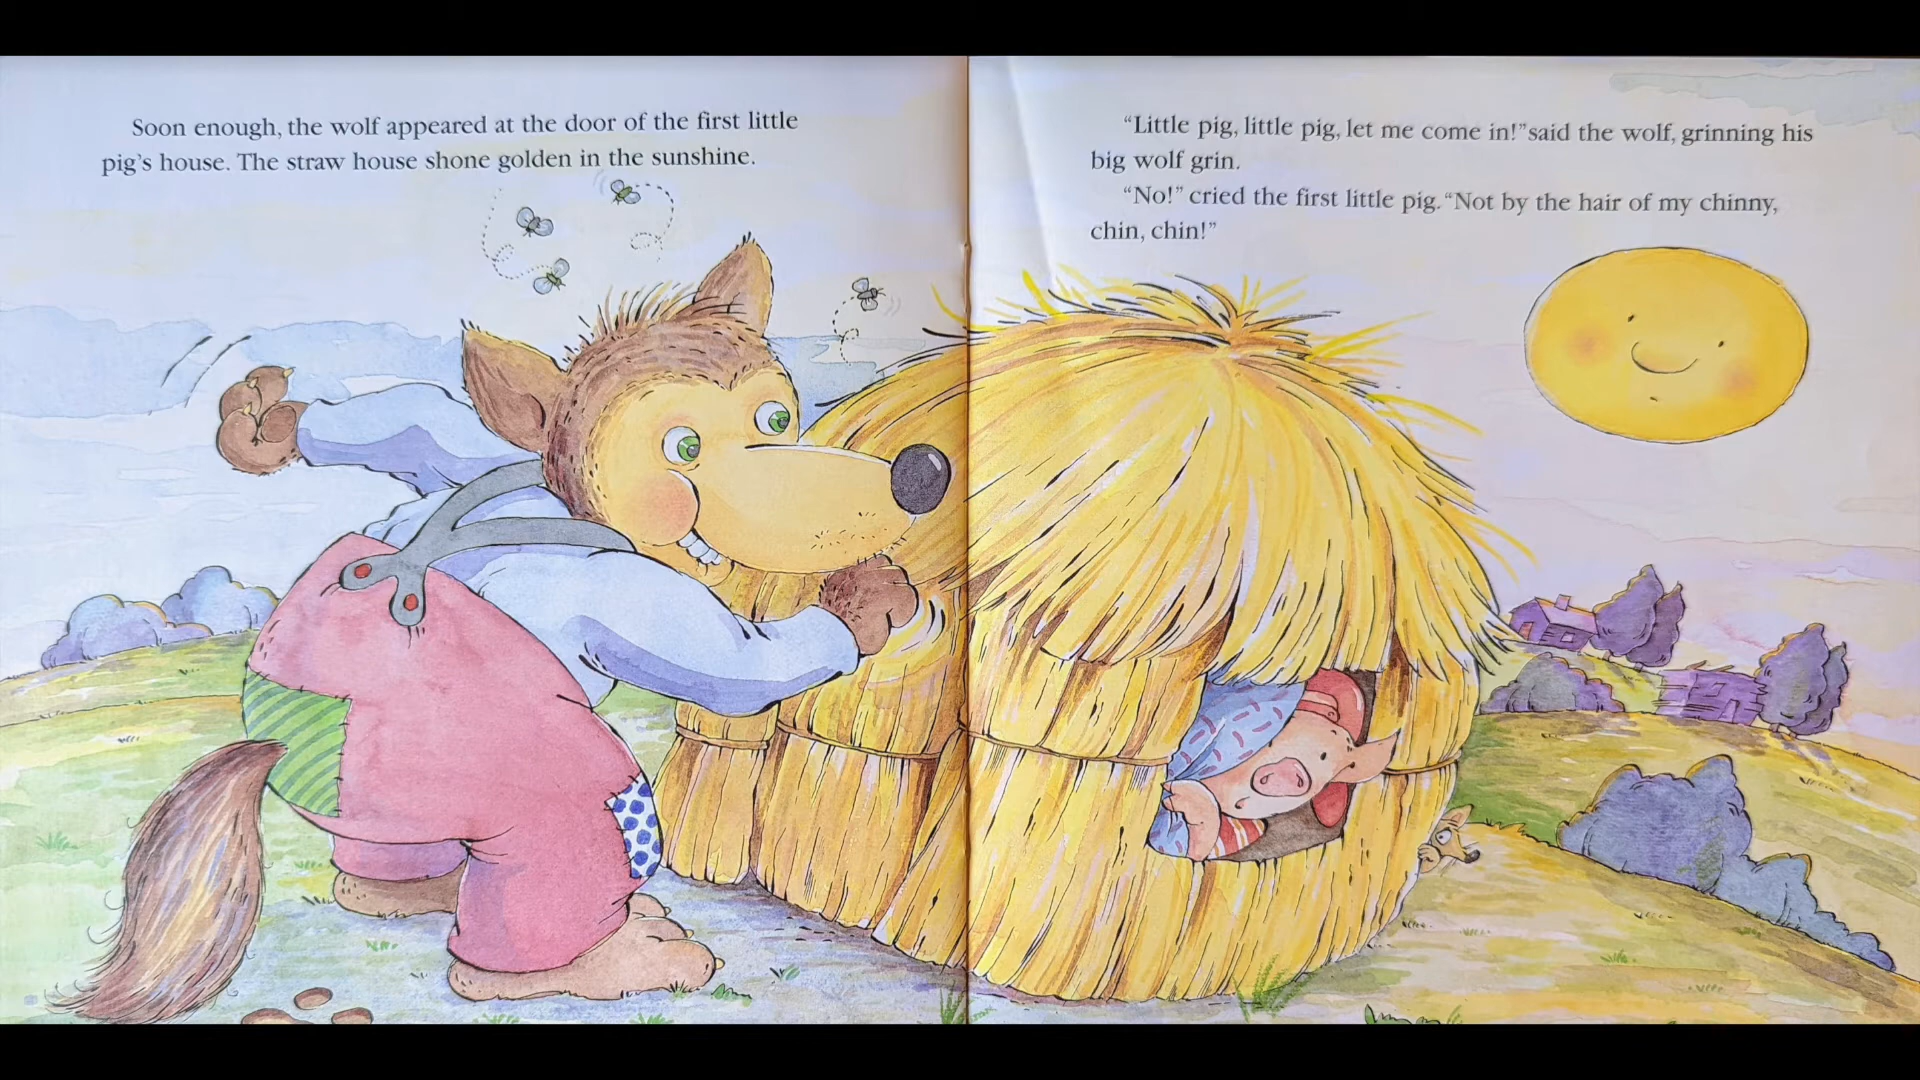 Soon enough, the wolf appeared at the door of the first little
pig's house. The straw house shone golden in the sunshine.
“Little pig, little pig, let me come in!” said the wolf, grinning his
big wolf grin.
“No!” cried the first little pig. “Not by the hair of my chinny,
chin, chin!”